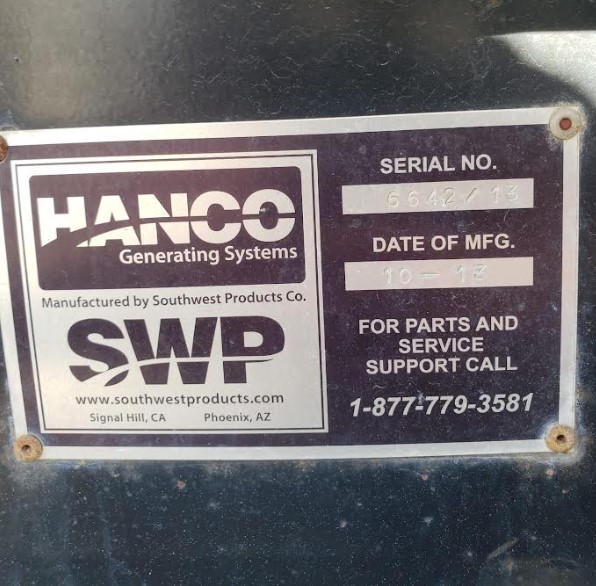 HANCO
Generating Systems
Manufactured by Southwest Products Co.
SWP
www.southwestproducts.com
Signal Hill, CA Phoenix, AZ
SERIAL NO.
6642/13
DATE OF MFG.
10-13
FOR PARTS AND
SERVICE
SUPPORT CALL
1-877-779-3581